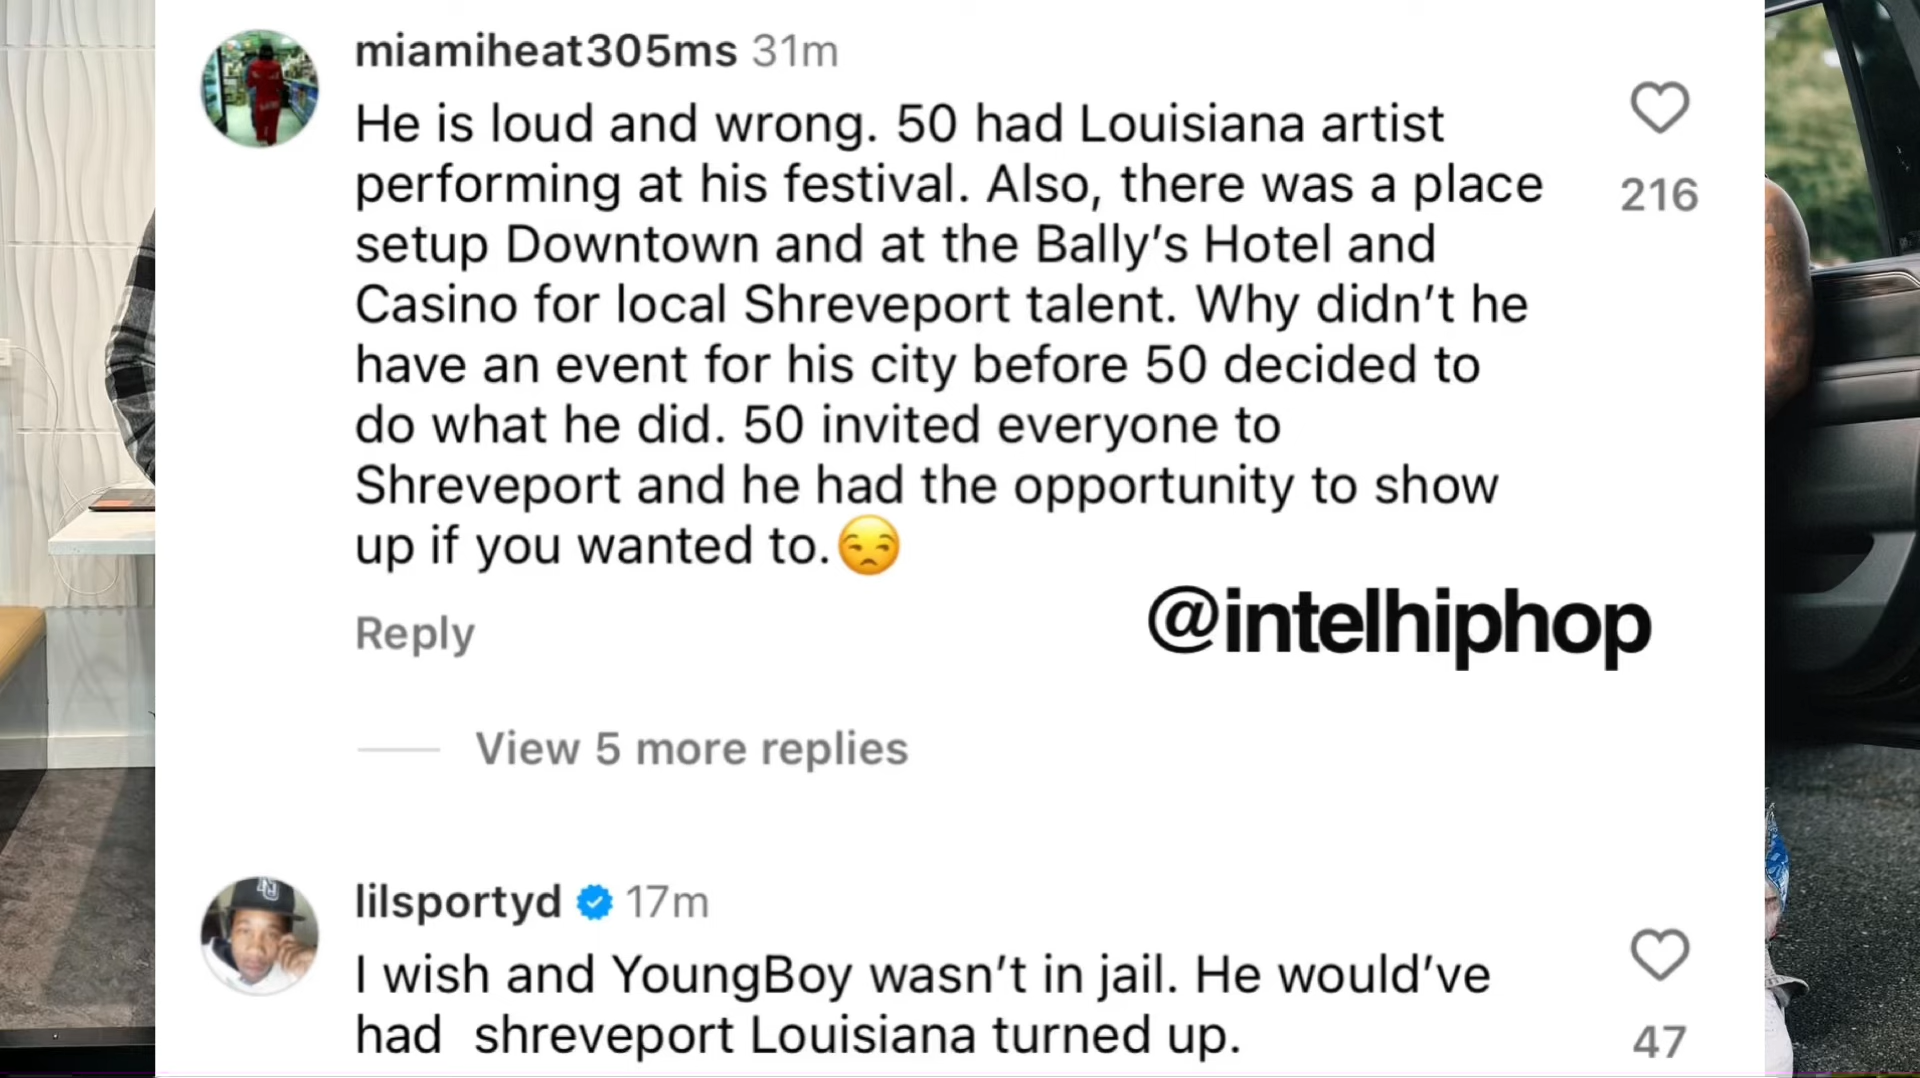 miamiheat305ms 31m
He is loud and wrong. 50 had Louisiana artist
performing at his festival. Also, there was a place
setup Downtown and at the Bally’s Hotel and
Casino for local Shreveport talent. Why didn’t he
have an event for his city before 50 decided to
do what he did. 50 invited everyone to
Shreveport and he had the opportunity to show
up if you wanted to.😒
216
Reply
@intelhiphop
View 5 more replies
lilsportyd 17m
I wish and YoungBoy wasn’t in jail. He would’ve
had shreveport Louisiana turned up.
47